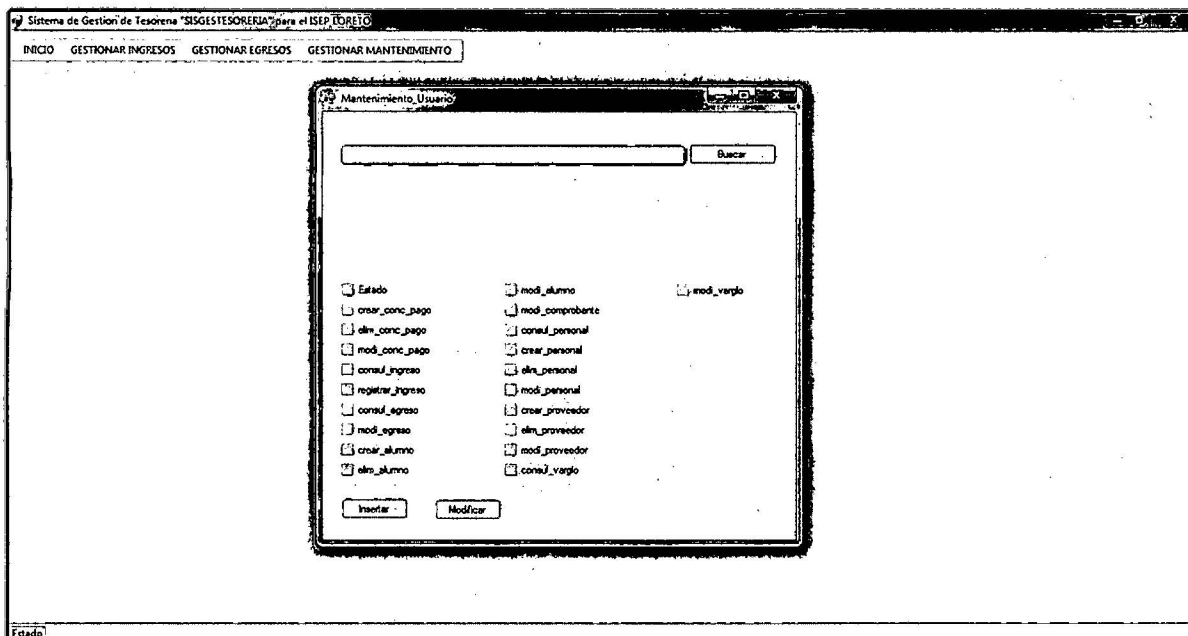 Sistema de Gestion de Tesoreria "SISGESTESORERIA" para el ISEP LORETO
INICIO GESTIONAR INGRESOS GESTIONAR EGRESOS GESTIONAR MANTENIMIENTO
Mantenimiento_Usuario
Buscar
Estado modi_alumno modi_varglo
crear_conc_pago modi_comprobante
elim_conc_pago consul_personal
modi_conc_pago crear_personal
consul_ingreso elim_personal
registrar_ingreso modi_personal
consul_egreso crear_proveedor
modi_egreso elim_proveedor
crear_alumno modi_proveedor
elim_alumno consul_varglo
Insertar Modificar
Estado